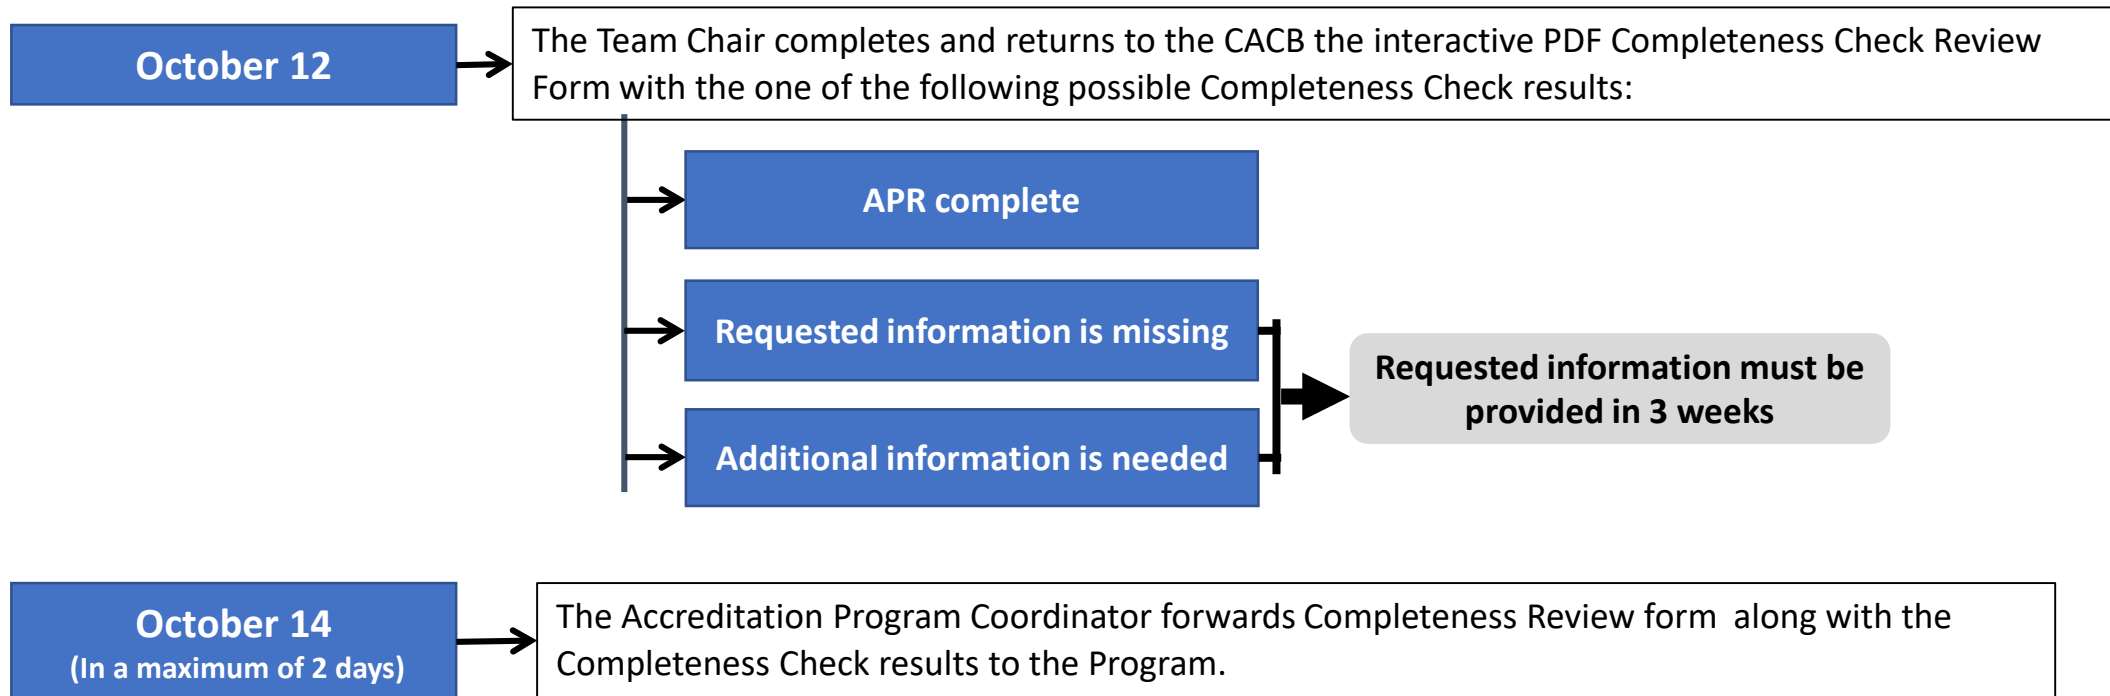 October 12
The Team Chair completes and returns to the CACB the interactive PDF Completeness Check Review
Form with the one of the following possible Completeness Check results:
APR complete
Requested information is missing
Additional information is needed
Requested information must be
provided in 3 weeks
October 14
(In a maximum of 2 days)
The Accreditation Program Coordinator forwards Completeness Review form  along with the
Completeness Check results to the Program.